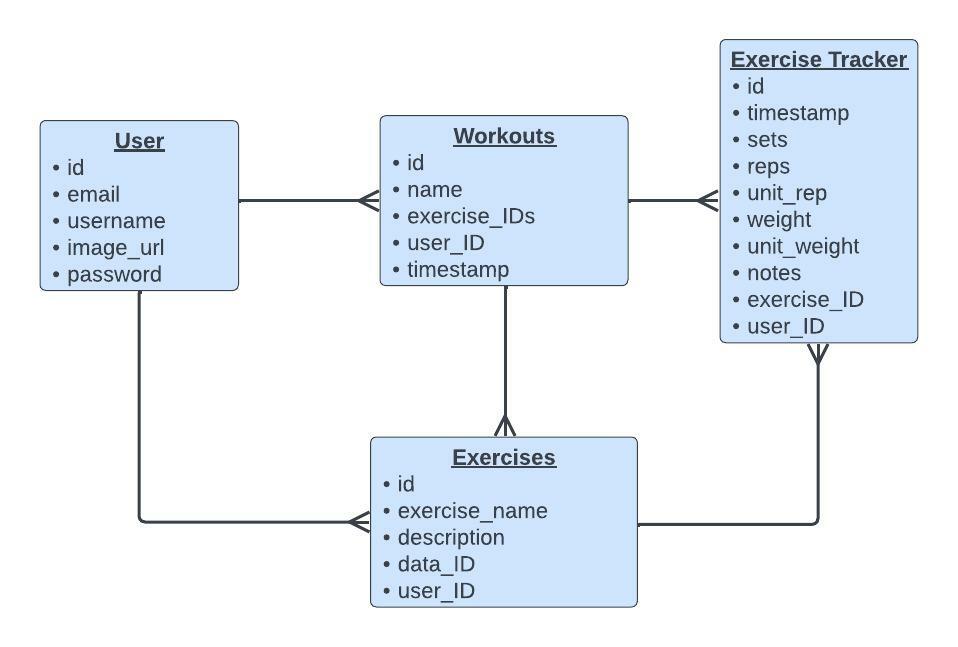 User
• id
• email
• username
• image_url
• password
Workouts
• id
• name
• exercise_IDs
• user_ID
• timestamp
Exercise Tracker
• id
• timestamp
• sets
• reps
• unit_rep
• weight
• unit_weight
• notes
• exercise_ID
• user_ID
Exercises
• id
• exercise_name
• description
• data_ID
• user_ID